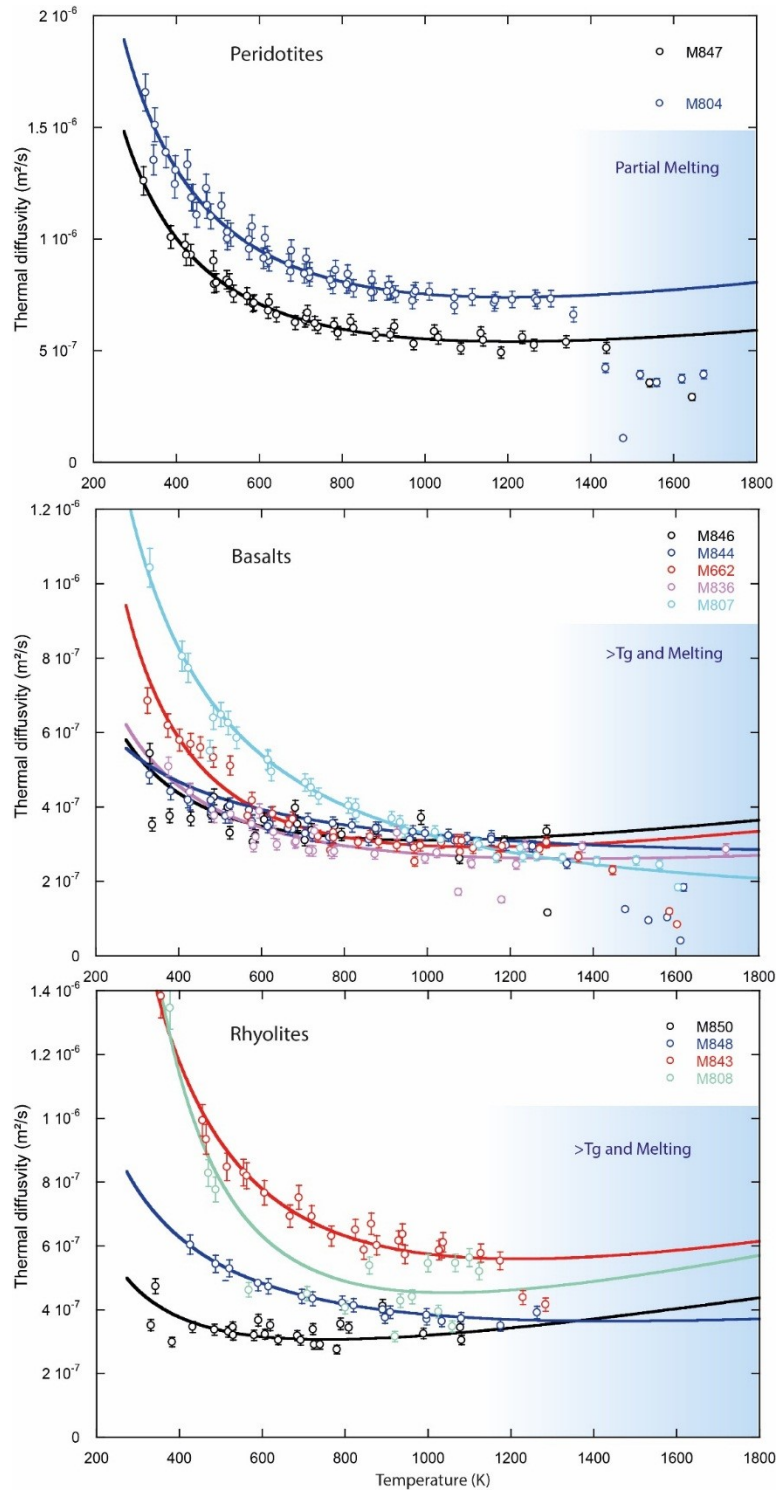 2 10⁻⁶
Peridotites
M847
M804
1.5 10⁻⁶
Partial Melting
1 10⁻⁶
5 10⁻⁷
0
Thermal diffusvity (m²/s)
200 400 600 800 1000 1200 1400 1600 1800
1.2 10⁻⁶
Basalts
M846
M844
M662
M836
M807
1 10⁻⁶
>Tg and Melting
8 10⁻⁷
6 10⁻⁷
4 10⁻⁷
2 10⁻⁷
0
Thermal diffusvity (m²/s)
200 400 600 800 1000 1200 1400 1600 1800
1.4 10⁻⁶
Rhyolites
M850
M848
M843
M808
1.2 10⁻⁶
1 10⁻⁶
>Tg and Melting
8 10⁻⁷
6 10⁻⁷
4 10⁻⁷
2 10⁻⁷
0
Thermal diffusvity (m²/s)
200 400 600 800 1000 1200 1400 1600 1800
Temperature (K)